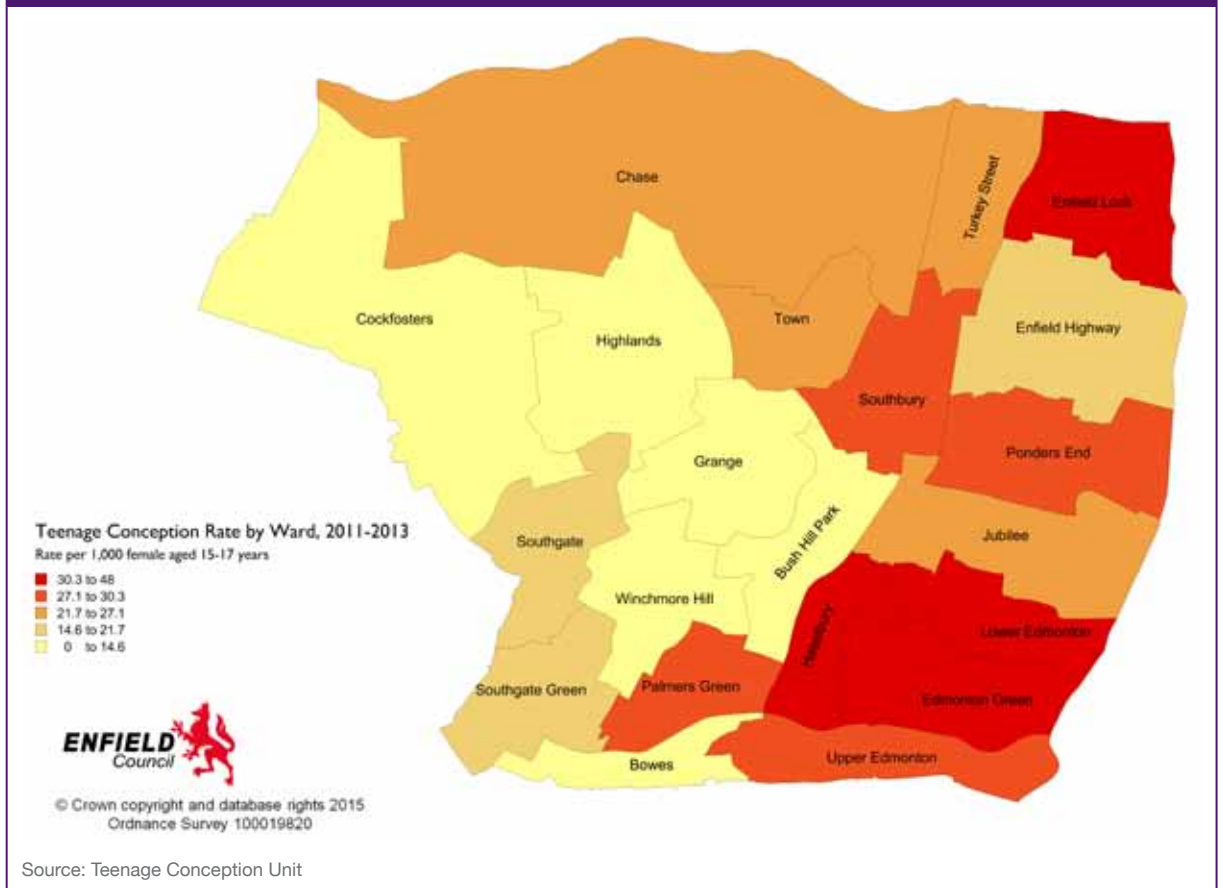 Chase
Turkey Street
Enfield Lock
Cockfosters
Highlands
Town
Enfield Highway
Southbury
Grange
Ponders End
Bush Hill Park
Jubilee
Southgate
Winchmore Hill
Haselbury
Lower Edmonton
Southgate Green
Palmers Green
Edmonton Green
Bowes
Upper Edmonton
Teenage Conception Rate by Ward, 2011-2013
Rate per 1,000 female aged 15-17 years
30.3 to 48
27.1 to 30.3
21.7 to 27.1
14.6 to 21.7
0 to 14.6
ENFIELD
Council
© Crown copyright and database rights 2015
Ordnance Survey 100019820
Source: Teenage Conception Unit